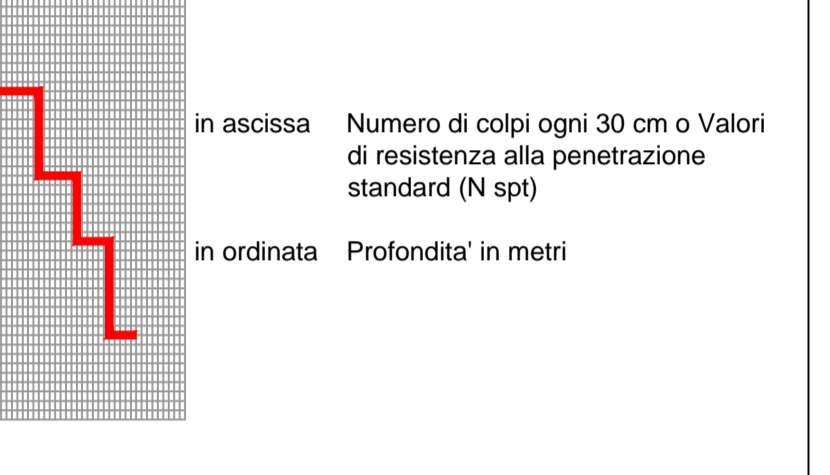 in ascissa Numero di colpi ogni 30 cm o Valori
di resistenza alla penetrazione
standard (N spt)
in ordinata Profondita' in metri